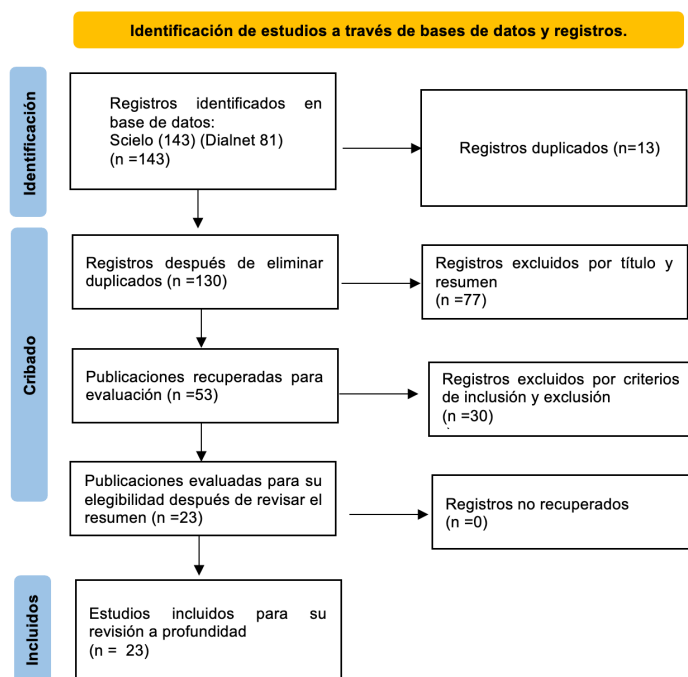 Identificación de estudios a través de bases de datos y registros.
Identificación
Registros identificados en
base de datos:
Scielo (143) (Dialnet 81)
(n =143)
Registros duplicados (n=13)
Cribado
Registros después de eliminar
duplicados (n =130)
Registros excluidos por título y
resumen
(n =77)
Publicaciones recuperadas para
evaluación (n =53)
Registros excluidos por criterios
de inclusión y exclusión
(n =30)
Publicaciones evaluadas para su
elegibilidad después de revisar el
resumen (n =23)
Registros no recuperados
(n =0)
Incluidos
Estudios incluidos para su
revisión a profundidad
(n = 23)